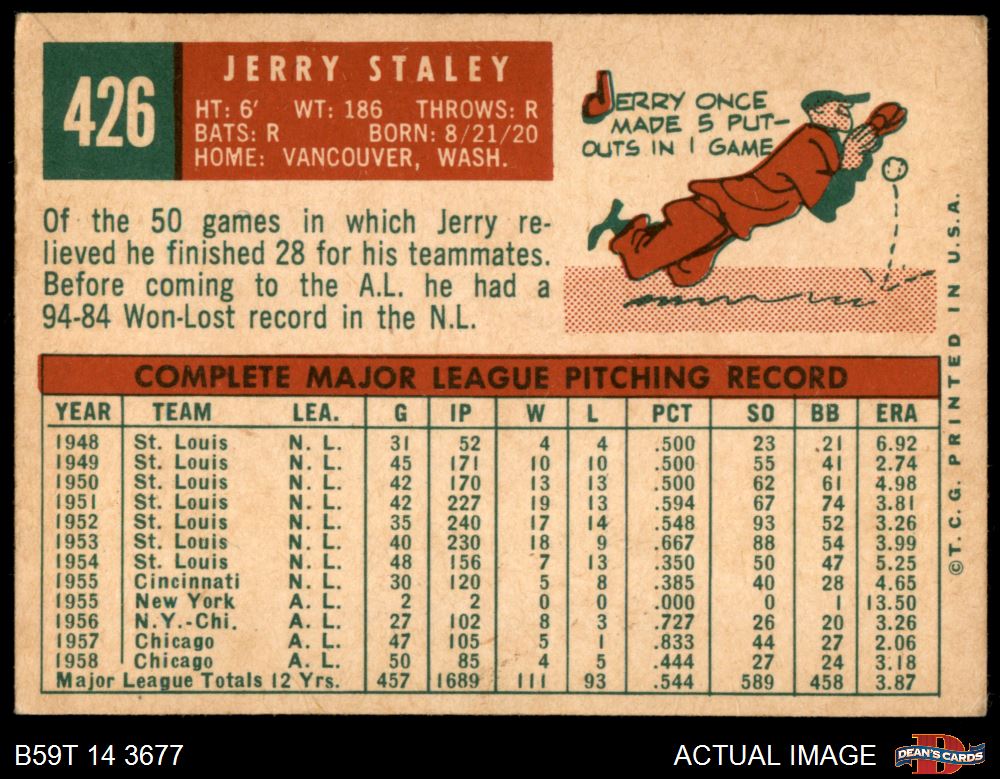 426
JERRY STALEY
HT: 6' WT: 186 THROWS: R
BATS: R BORN: 8/21/20
HOME: VANCOUVER, WASH.
JERRY ONCE
MADE 5 PUT-
OUTS IN 1 GAME
Of the 50 games in which Jerry re-
lieved he finished 28 for his teammates.
Before coming to the A.L. he had a
94-84 Won-Lost record in the N.L.
COMPLETE MAJOR LEAGUE PITCHING RECORD
YEAR TEAM LEA. G IP W L PCT SO BB ERA
1948 St. Louis N. L. 31 52 4 4 .500 23 21 6.92
1949 St. Louis N. L. 45 171 10 10 .500 55 41 2.74
1950 St. Louis N. L. 42 170 13 13 .500 62 61 4.98
1951 St. Louis N. L. 42 227 19 13 .594 67 74 3.81
1952 St. Louis N. L. 35 240 17 14 .548 93 52 3.26
1953 St. Louis N. L. 40 230 18 9 .667 88 54 3.99
1954 St. Louis N. L. 48 156 7 13 .350 50 47 5.25
1955 Cincinnati N. L. 30 120 5 8 .385 40 28 4.65
1955 New York A. L. 2 2 0 0 .000 0 1 13.50
1956 N.Y.-Chi. A. L. 27 102 8 3 .727 26 20 3.26
1957 Chicago A. L. 47 105 5 1 .833 44 27 2.06
1958 Chicago A. L. 50 85 4 5 .444 27 24 3.18
Major League Totals 12 Yrs. 457 1689 111 93 .544 589 458 3.87
©T. C. G. PRINTED IN U.S.A.
B59T 14 3677
ACTUAL IMAGE
D
DEAN'S CARDS